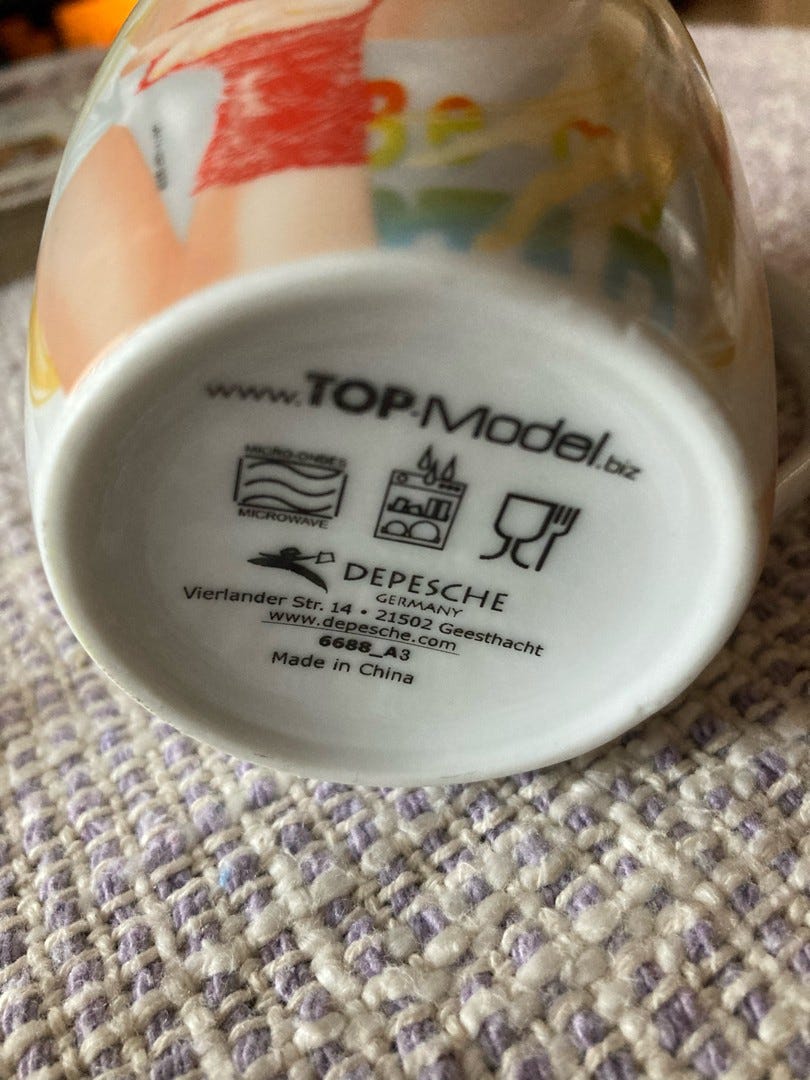 www.TOP-Model.biz
MICRO-ONDES
MICROWAVE
DEPESCHE
GERMANY
Vierlander Str. 14 • 21502 Geesthacht
www.depesche.com
6688_A3
Made in China